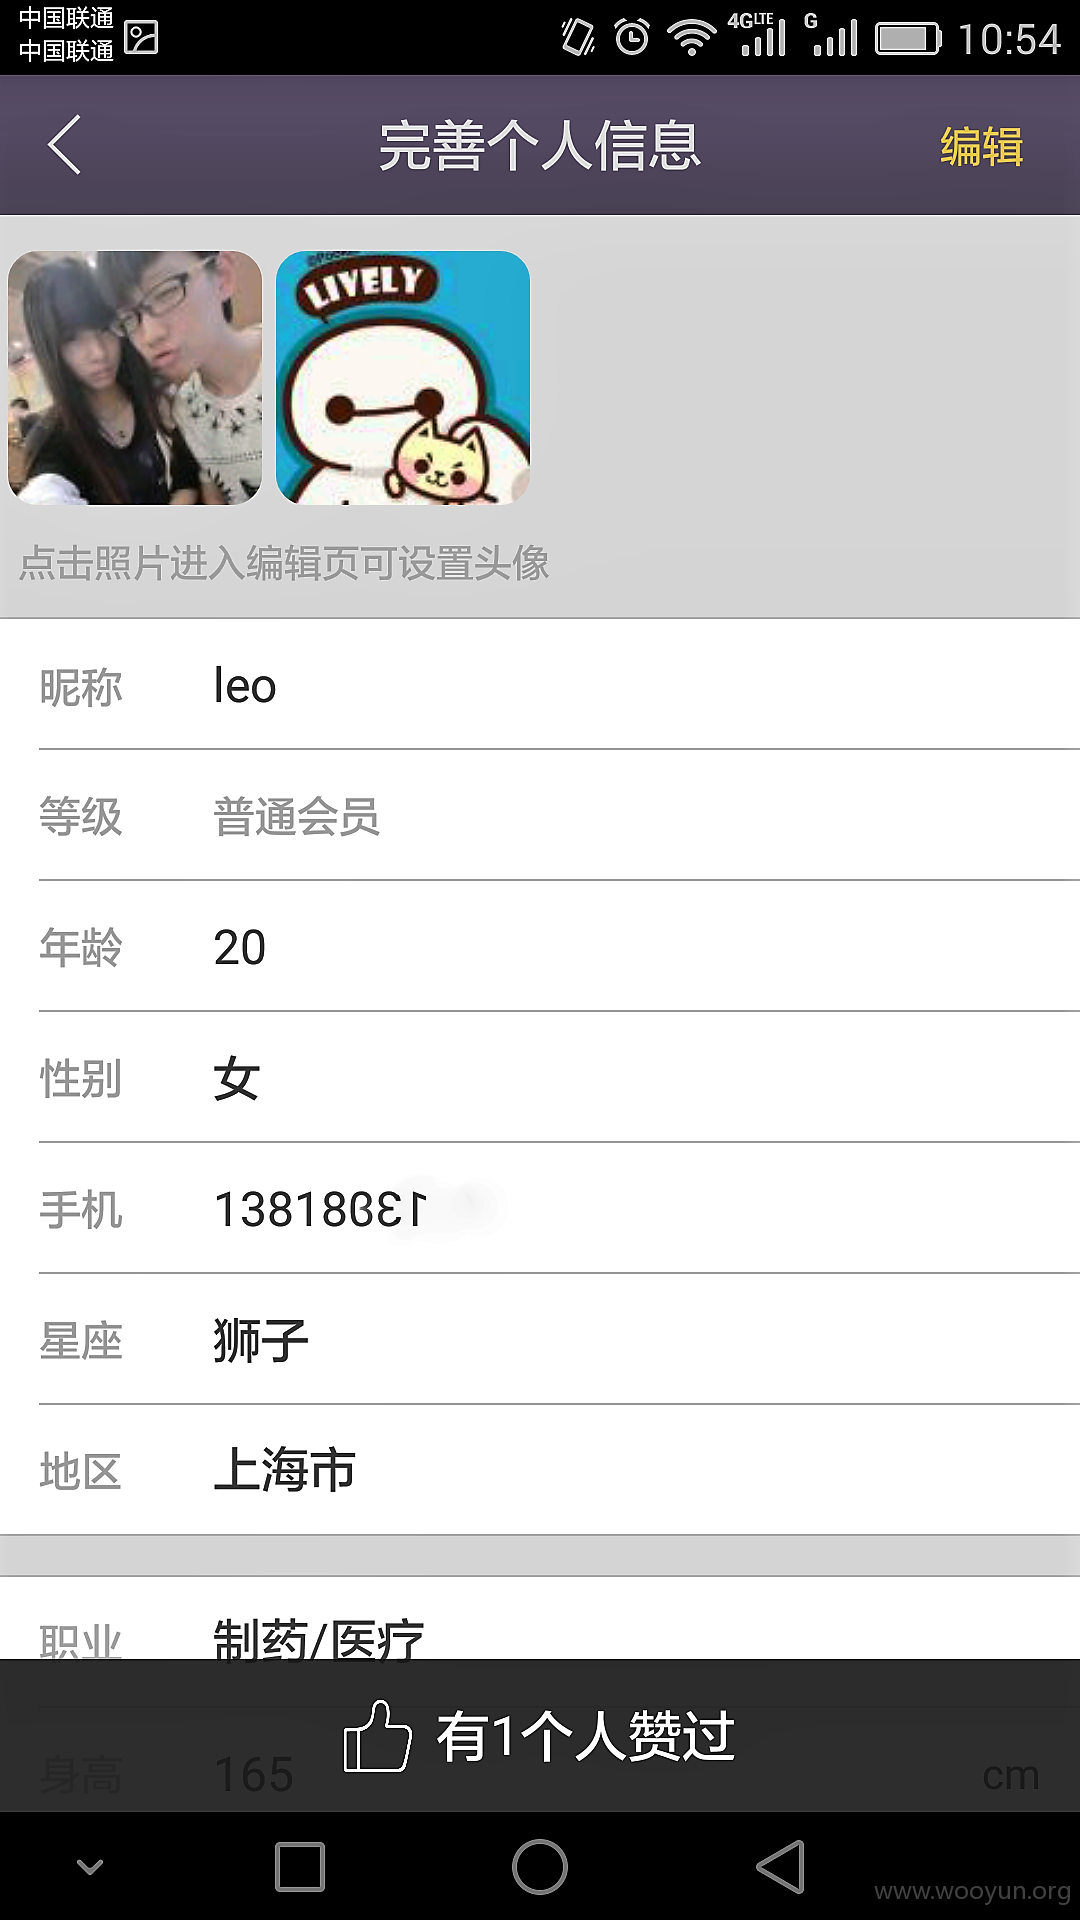 中国联通
中国联通
4G LTE
G
10:54
完善个人信息
编辑
LIVELY
点击照片进入编辑页可设置头像
昵称 leo
等级 普通会员
年龄 20
性别 女
手机 13818
星座 狮子
地区 上海市
职业 制药/医疗
有1个人赞过
身高 165 cm
www.wooyun.org